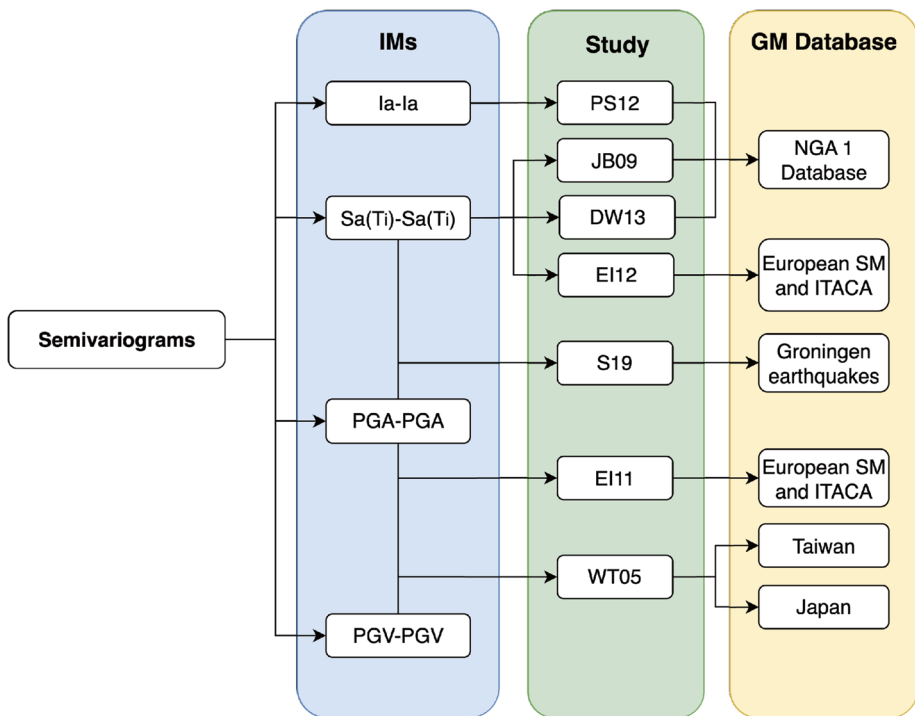 IMs
Study
GM Database
Semivariograms
Ia-Ia
Sa(Ti)-Sa(Ti)
PGA-PGA
PGV-PGV
PS12
JB09
DW13
EI12
S19
EI11
WT05
NGA 1
Database
European SM
and ITACA
Groningen
earthquakes
European SM
and ITACA
Taiwan
Japan